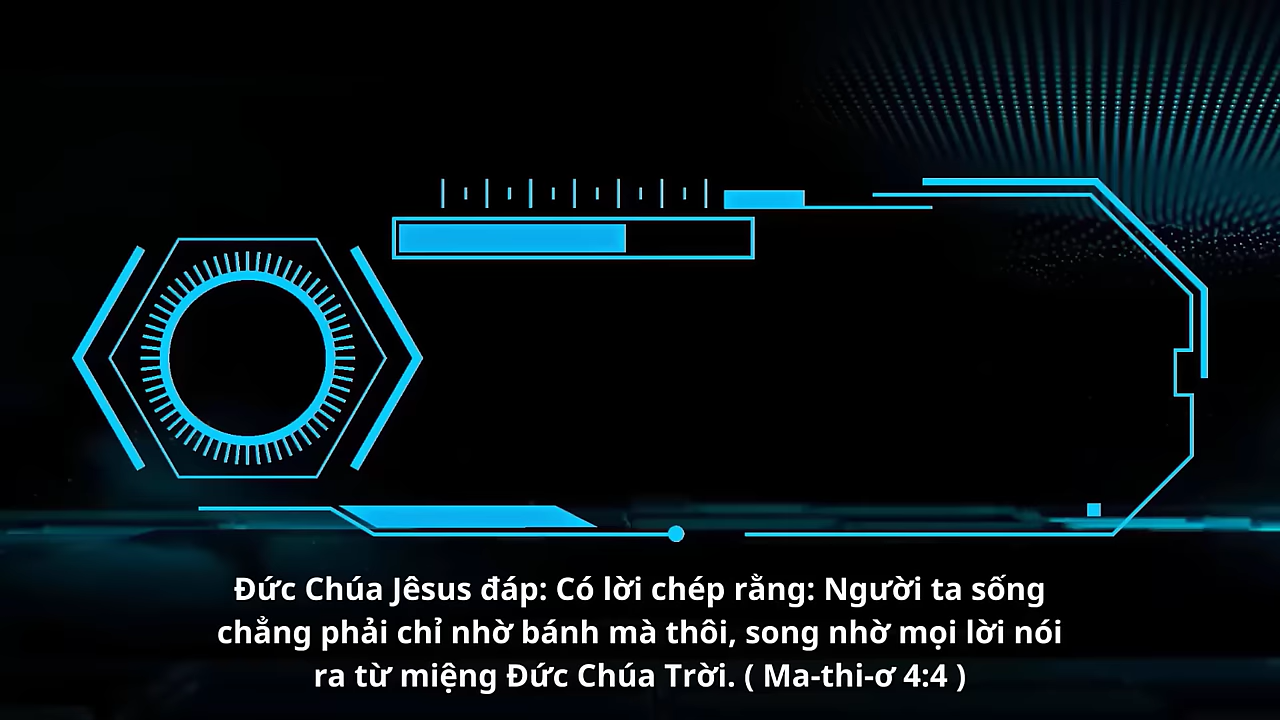 Đức Chúa Jêsus đáp: Có lời chép rằng: Người ta sống
chẳng phải chỉ nhờ bánh mà thôi, song nhờ mọi lời nói
ra từ miệng Đức Chúa Trời. ( Ma-thi-ơ 4:4 )